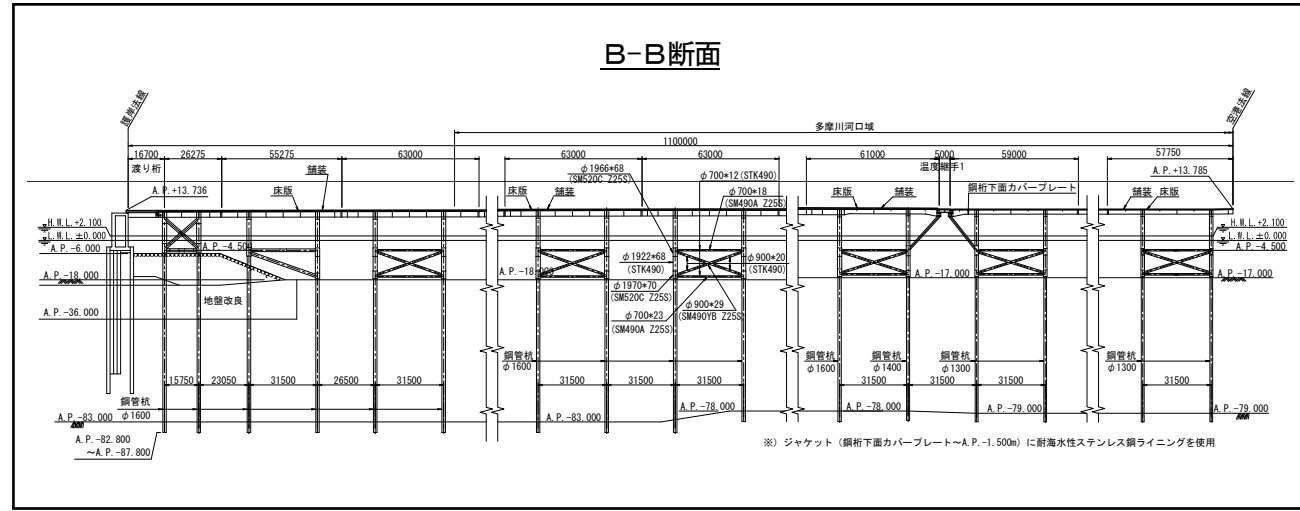 B-B断面
護岸法線
空港法線
多摩川河口域
1100000
16700
26275
55275
63000
63000
63000
61000
5000
59000
57750
渡り桁
温度継手1
舗装
床版
A.P.+13.736
床版
舗装
φ1966*68
(SM520C Z25S)
φ700*12(STK490)
φ700*18
(SM490A Z25S)
床版
舗装
鋼桁下面カバープレート
A.P.+13.785
舗装
床版
H.W.L.+2.100
L.W.L.±0.000
A.P.-6.000
A.P.-4.500
A.P.-18.000
地盤改良
A.P.-36.000
A.P.-18.000
φ1922*68
(STK490)
φ1970*70
(SM520C Z25S)
φ700*23
(SM490A Z25S)
φ900*20
(STK490)
φ900*29
(SM490YB Z25S)
A.P.-17.000
H.W.L.+2.100
L.W.L.±0.000
A.P.-4.500
A.P.-17.000
鋼管杭
φ1600
鋼管杭
φ1600
鋼管杭
φ1400
鋼管杭
φ1300
鋼管杭
φ1300
15750
23050
31500
26500
31500
31500
31500
31500
31500
31500
31500
31500
鋼管杭
φ1600
A.P.-83.000
A.P.-82.800
~A.P.-87.800
A.P.-83.000
A.P.-78.000
A.P.-78.000
A.P.-79.000
A.P.-79.000
※) ジャケット (鋼桁下面カバープレート~A.P.-1.500m) に耐海水性ステンレス鋼ライニングを使用